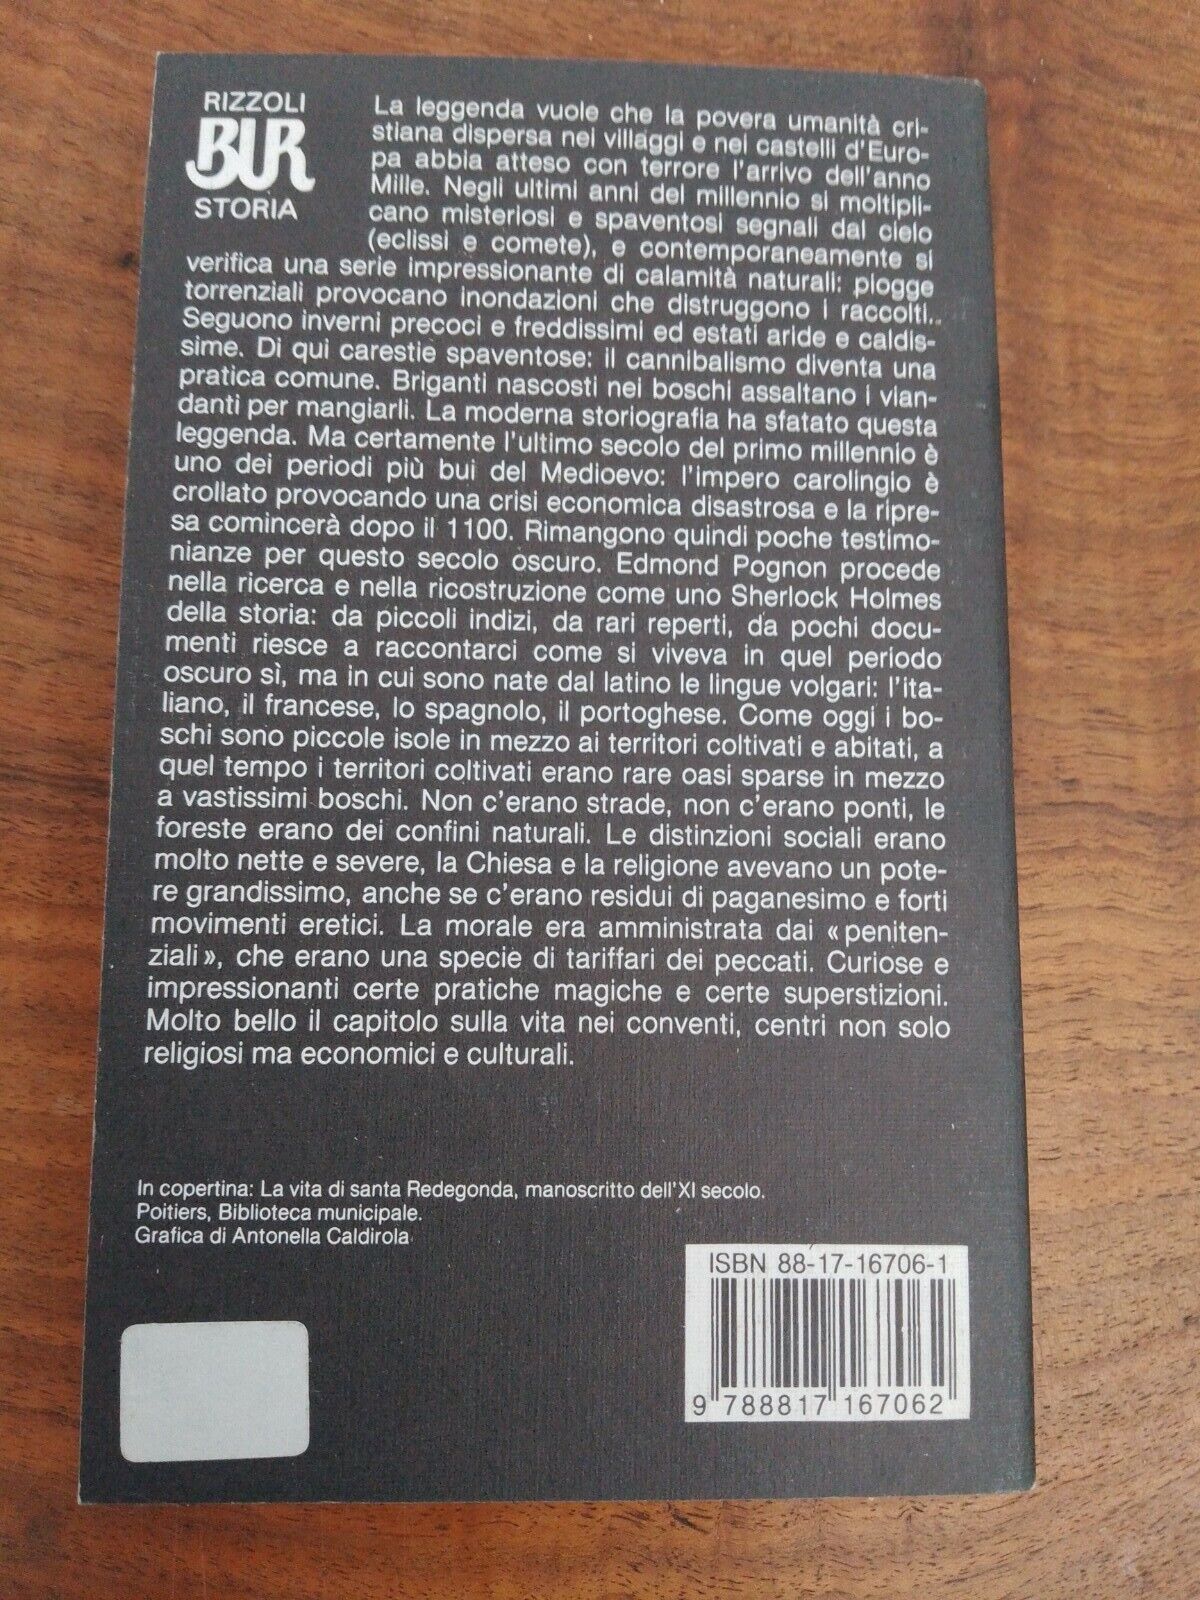 RIZZOLI
BUR
STORIA
La leggenda vuole che la povera umanità cri-
stiana dispersa nei villaggi e nei castelli d'Euro-
pa abbia atteso con terrore l'arrivo dell'anno
Mille. Negli ultimi anni del millennio si moltipli-
cano misteriosi e spaventosi segnali dal cielo
(eclissi e comete), e contemporaneamente si
verifica una serie impressionante di calamità naturali: piogge
torrenziali provocano inondazioni che distruggono i raccolti..
Seguono inverni precoci e freddissimi ed estati aride e caldis-
sime. Di qui carestie spaventose: il cannibalismo diventa una
pratica comune. Briganti nascosti nei boschi assaltano i vian-
danti per mangiarli. La moderna storiografia ha sfatato questa
leggenda. Ma certamente l'ultimo secolo del primo millennio è
uno dei periodi più bui del Medioevo: l'impero carolingio è
crollato provocando una crisi economica disastrosa e la ripre-
sa comincerà dopo il 1100. Rimangono quindi poche testimo-
nianze per questo secolo oscuro. Edmond Pognon procede
nella ricerca e nella ricostruzione come uno Sherlock Holmes
della storia: da piccoli indizi, da rari reperti, da pochi docu-
menti riesce a raccontarci come si viveva in quel periodo
oscuro sì, ma in cui sono nate dal latino le lingue volgari: l'ita-
liano, il francese, lo spagnolo, il portoghese. Come oggi i bo-
schi sono piccole isole in mezzo ai territori coltivati e abitati, a
quel tempo i territori coltivati erano rare oasi sparse in mezzo
a vastissimi boschi. Non c'erano strade, non c'erano ponti, le
foreste erano dei confini naturali. Le distinzioni sociali erano
molto nette e severe, la Chiesa e la religione avevano un pote-
re grandissimo, anche se c'erano residui di paganesimo e forti
movimenti eretici. La morale era amministrata dai «peniten-
ziali», che erano una specie di tariffari dei peccati. Curiose e
impressionanti certe pratiche magiche e certe superstizioni.
Molto bello il capitolo sulla vita nei conventi, centri non solo
religiosi ma economici e culturali.
In copertina: La vita di santa Redegonda, manoscritto dell'XI secolo.
Poitiers, Biblioteca municipale.
Grafica di Antonella Caldirola
ISBN 88-17-16706-1
9 788817 167062